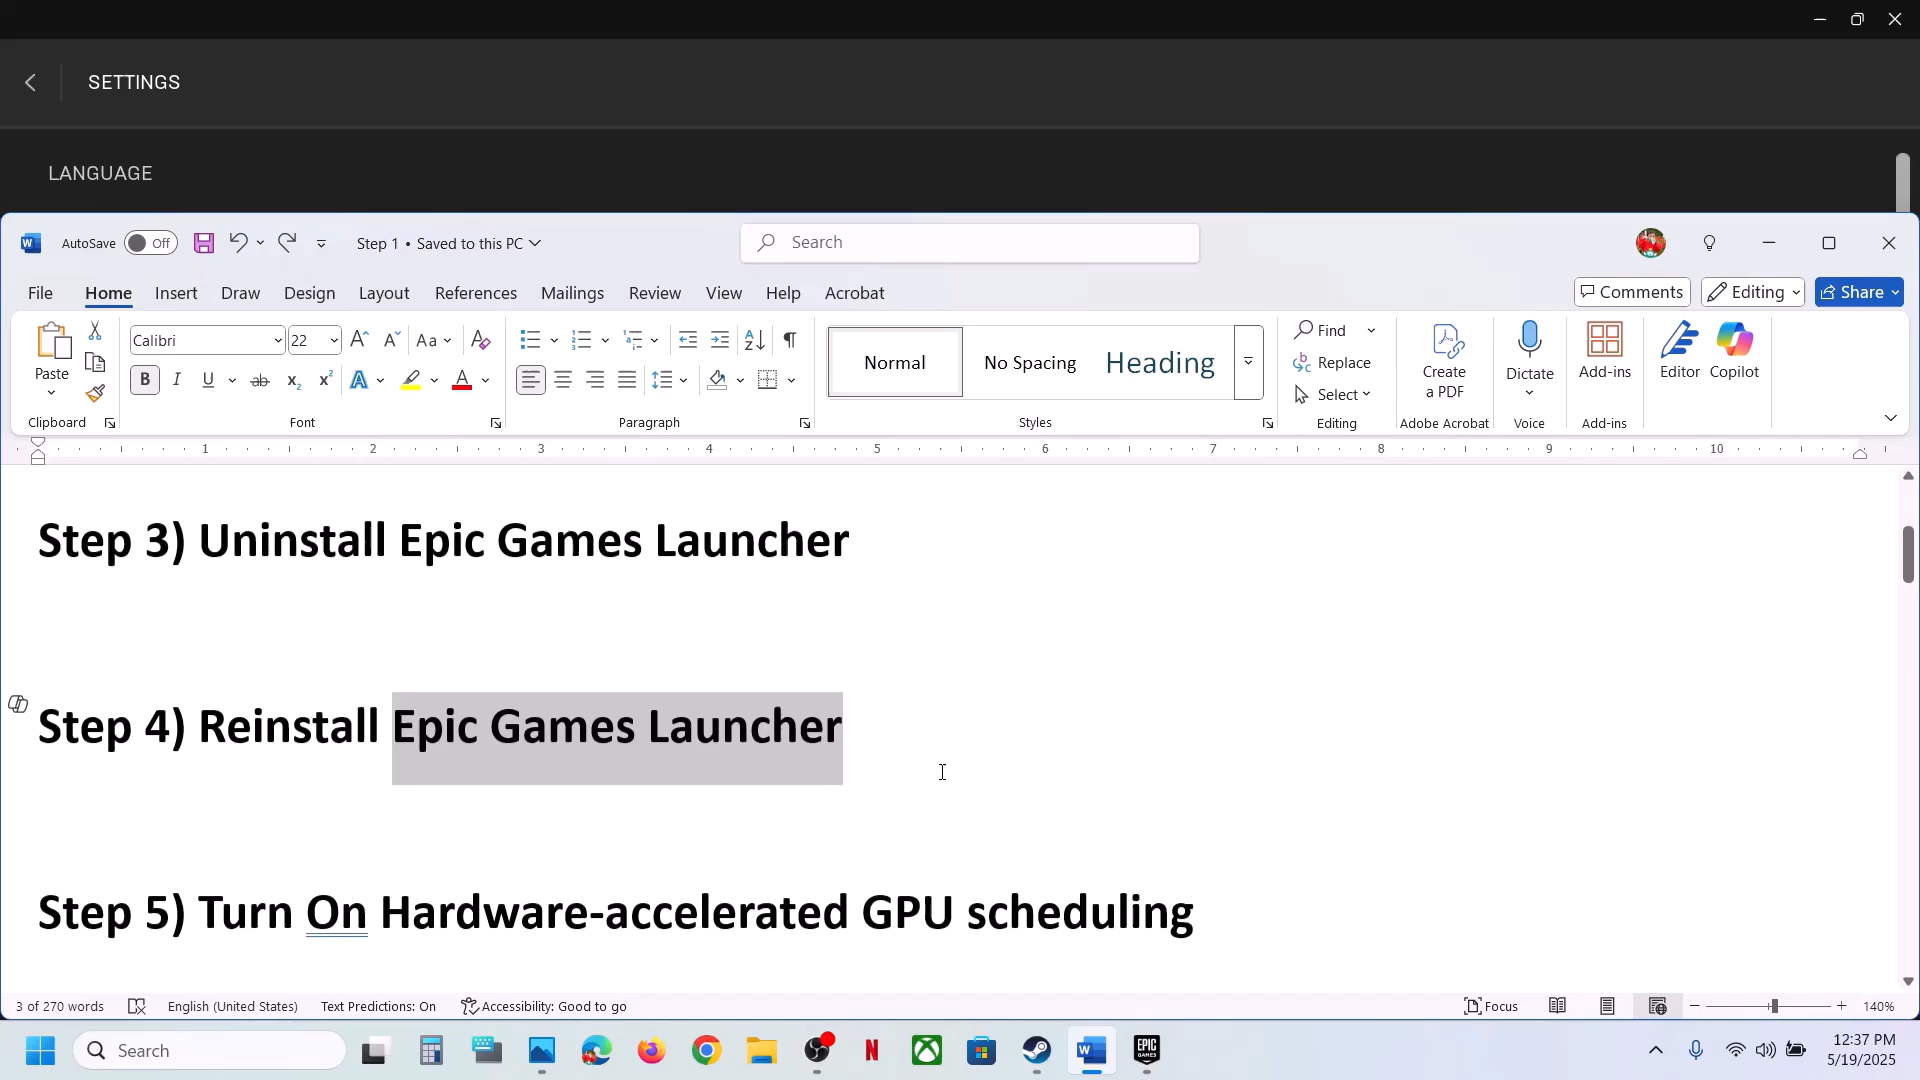 SETTINGS
LANGUAGE
AutoSave Off Step 1 • Saved to this PC Search
File Home Insert Draw Design Layout References Mailings Review View Help Acrobat Comments Editing Share
Paste Calibri 22 Aa Normal No Spacing Heading Find Replace Select Create a PDF Dictate Add-ins Editor Copilot
Clipboard Font Paragraph Styles Editing Adobe Acrobat Voice Add-ins
1 2 3 4 5 6 7 8 9 10
Step 3) Uninstall Epic Games Launcher
Step 4) Reinstall Epic Games Launcher
Step 5) Turn On Hardware-accelerated GPU scheduling
3 of 270 words English (United States) Text Predictions: On Accessibility: Good to go Focus 140%
Search EPIC GAMES 12:37 PM
5/19/2025